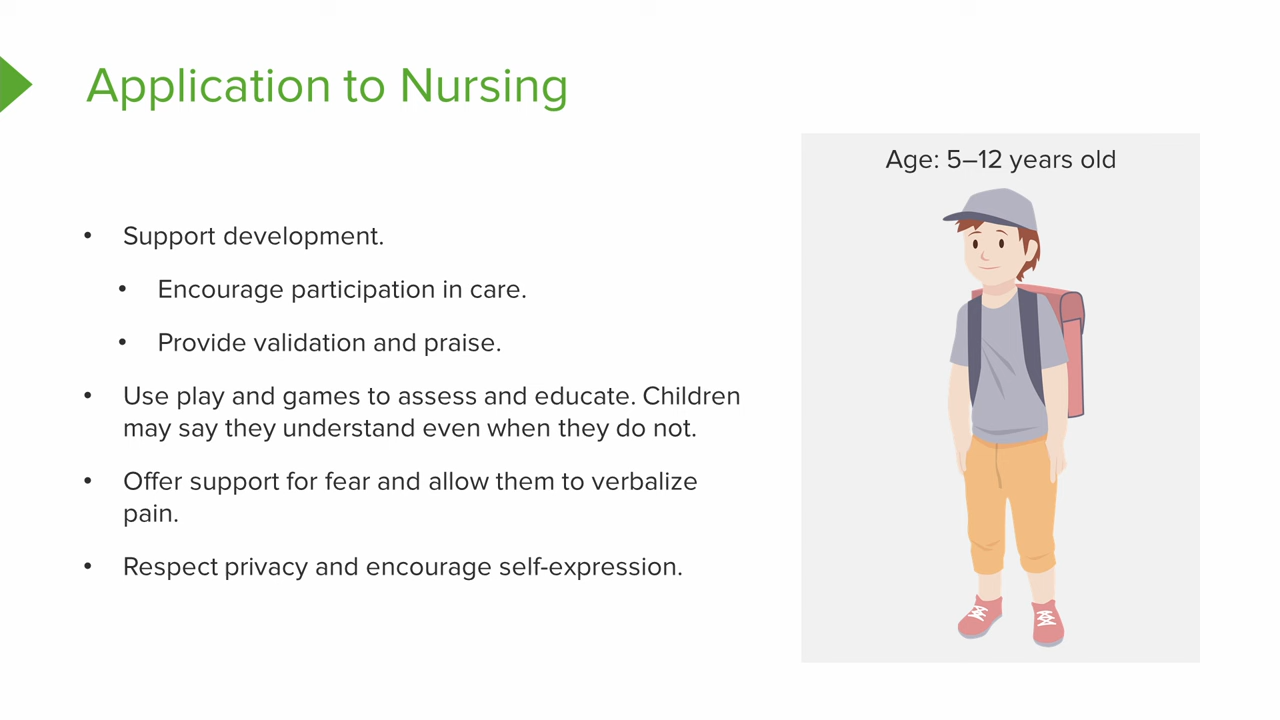 Application to Nursing
Age: 5–12 years old
• Support development.
• Encourage participation in care.
• Provide validation and praise.
• Use play and games to assess and educate. Children
may say they understand even when they do not.
• Offer support for fear and allow them to verbalize
pain.
• Respect privacy and encourage self-expression.